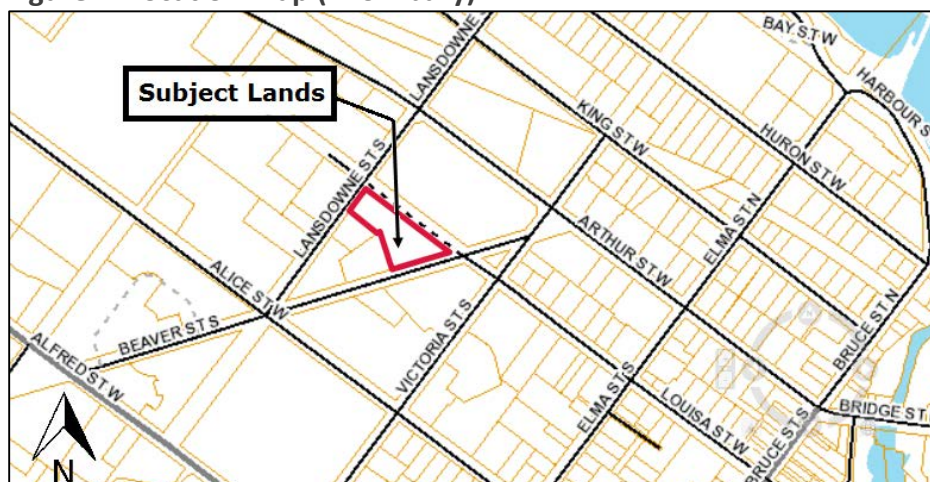 BAY ST W
LANSDOWNE S
HARBOUR S
Subject Lands
KING ST W
HURON ST W
LANSDOWNE ST S
ELMA ST N
ARTHUR ST W
ALICE ST W
BRUCE ST N
BEAVER ST S
ALFRED ST W
VICTORIA ST S
ELMA ST S
LOUISA ST W
BRIDGE ST
BRUCE ST S
N